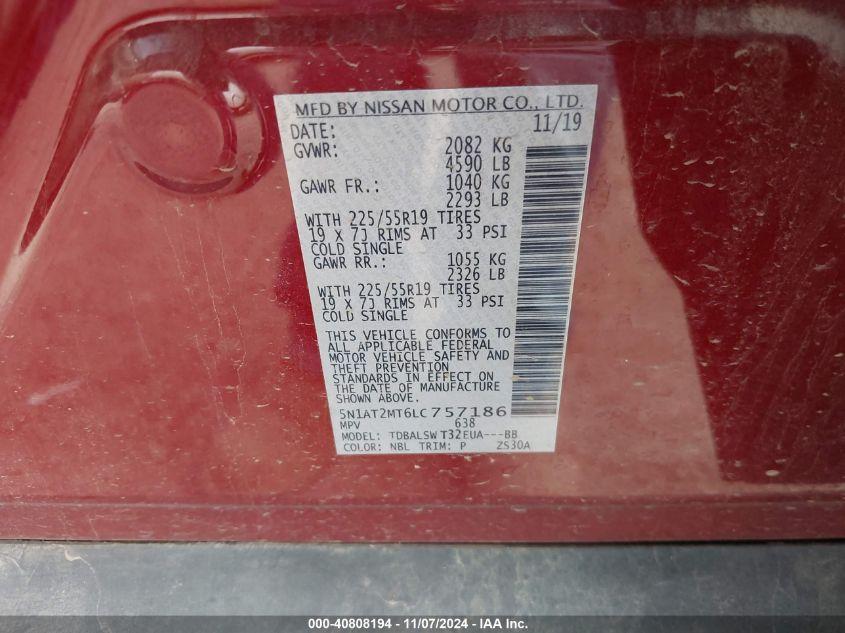 MFD BY NISSAN MOTOR CO., LTD.
DATE: 11/19
GVWR: 2082 KG
4590 LB
GAWR FR.: 1040 KG
2293 LB
WITH 225/55R19 TIRES
19 X 7J RIMS AT 33 PSI
COLD SINGLE
GAWR RR.: 1055 KG
2326 LB
WITH 225/55R19 TIRES
19 X 7J RIMS AT 33 PSI
COLD SINGLE
THIS VEHICLE CONFORMS TO
ALL APPLICABLE FEDERAL
MOTOR VEHICLE SAFETY AND
THEFT PREVENTION
STANDARDS IN EFFECT ON
THE DATE OF MANUFACTURE
SHOWN ABOVE.
5N1AT2MT6LC757186
MPV 638
MODEL: TDBALSW T32EUA---BB
COLOR: NBL TRIM: P ZS30A
000-40808194 - 11/07/2024 - IAA Inc.